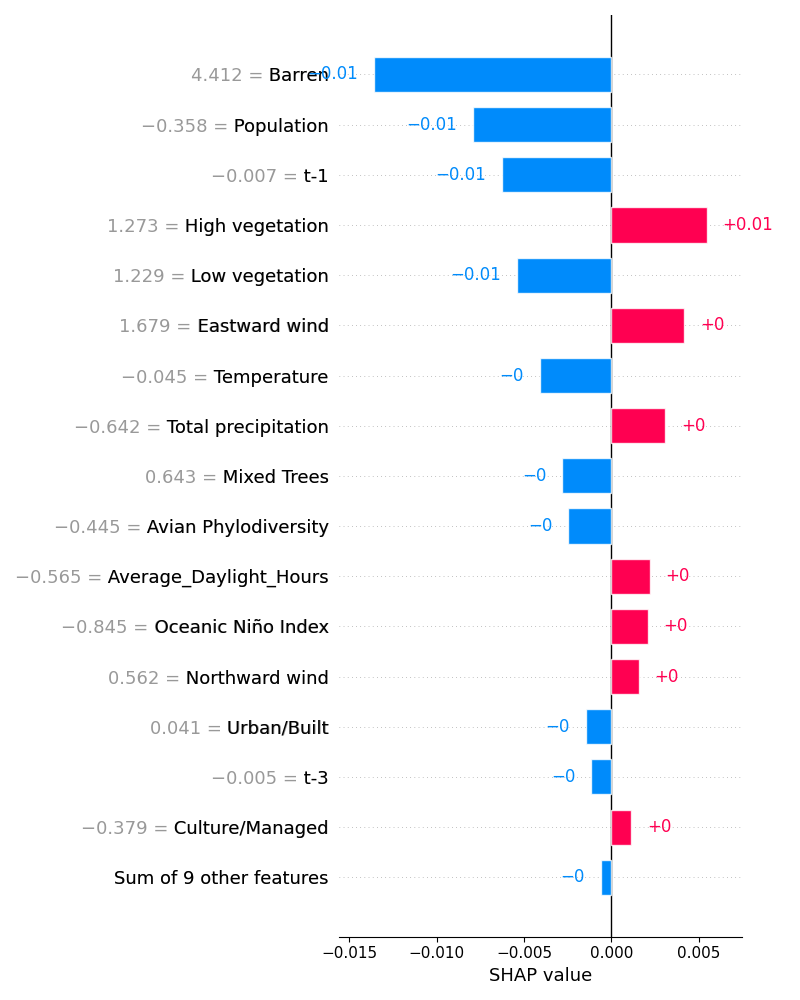 4.412 = Barren −0.01
−0.358 = Population −0.01
−0.007 = t-1 −0.01
1.273 = High vegetation +0.01
1.229 = Low vegetation −0.01
1.679 = Eastward wind +0
−0.045 = Temperature −0
−0.642 = Total precipitation +0
0.643 = Mixed Trees −0
−0.445 = Avian Phylodiversity −0
−0.565 = Average_Daylight_Hours +0
−0.845 = Oceanic Niño Index +0
0.562 = Northward wind +0
0.041 = Urban/Built −0
−0.005 = t-3 −0
−0.379 = Culture/Managed +0
Sum of 9 other features −0
−0.015 −0.010 −0.005 0.000 0.005
SHAP value